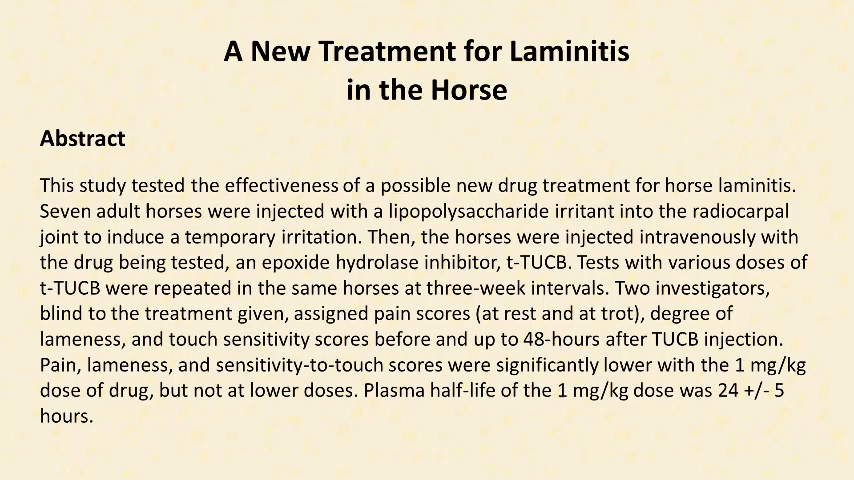 A New Treatment for Laminitis
in the Horse
Abstract
This study tested the effectiveness of a possible new drug treatment for horse laminitis.
Seven adult horses were injected with a lipopolysaccharide irritant into the radiocarpal
joint to induce a temporary irritation. Then, the horses were injected intravenously with
the drug being tested, an epoxide hydrolase inhibitor, t-TUCB. Tests with various doses of
t-TUCB were repeated in the same horses at three-week intervals. Two investigators,
blind to the treatment given, assigned pain scores (at rest and at trot), degree of
lameness, and touch sensitivity scores before and up to 48-hours after TUCB injection.
Pain, lameness, and sensitivity-to-touch scores were significantly lower with the 1 mg/kg
dose of drug, but not at lower doses. Plasma half-life of the 1 mg/kg dose was 24 +/- 5
hours.